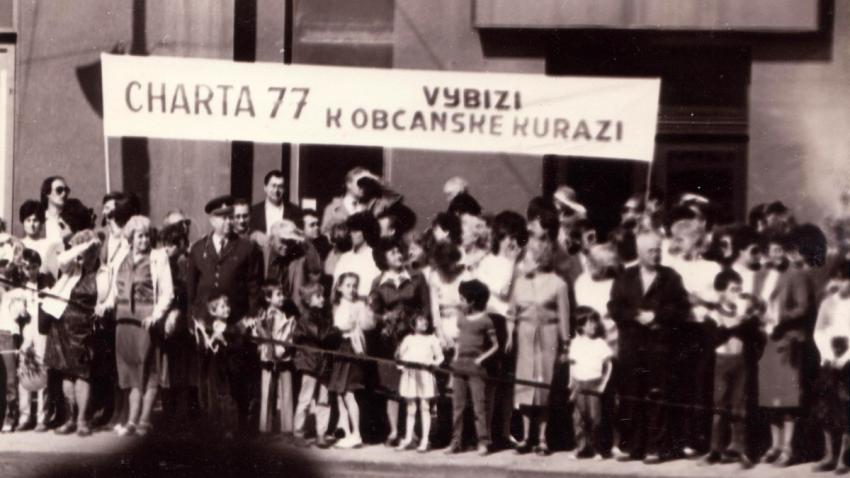 CHARTA 77
VYBIZI
K OBCANSKE KURAZI